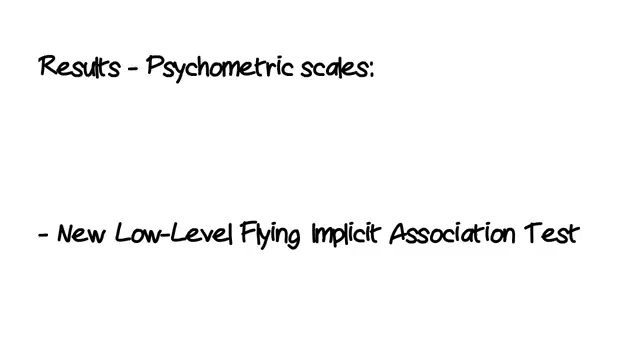 Results - Psychometric scales:
- New Low-Level Flying Implicit Association Test